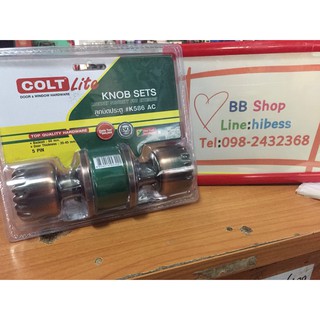 COLT Lite
DOOR & WINDOW HARDWARE
KNOB SETS
ลูกบิดประตู #K586 AC
TOP QUALITY HARDWARE
5 PIN
BB Shop
Line:hibess
Tel:098-2432368